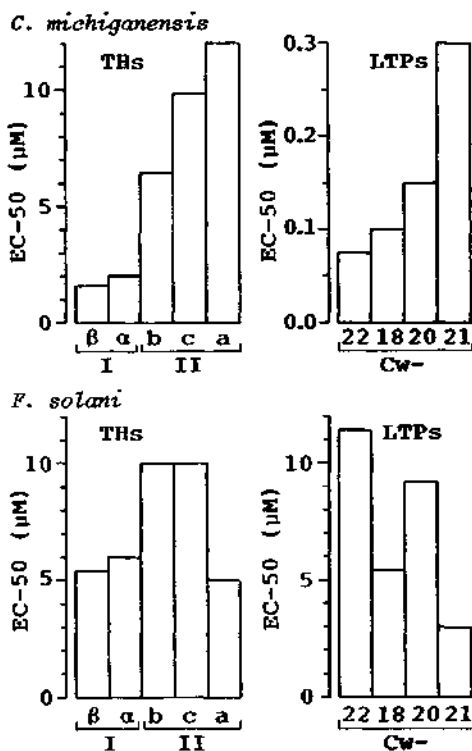 C. michiganensis
THs
EC-50 (µM)
10
5
0
β α b c a
I II
LTPs
EC-50 (µM)
0.3
0.2
0.1
0.0
22 18 20 21
Cw-
F. solani
THs
EC-50 (µM)
10
5
0
β α b c a
I II
LTPs
EC-50 (µM)
10
5
0
22 18 20 21
Cw-